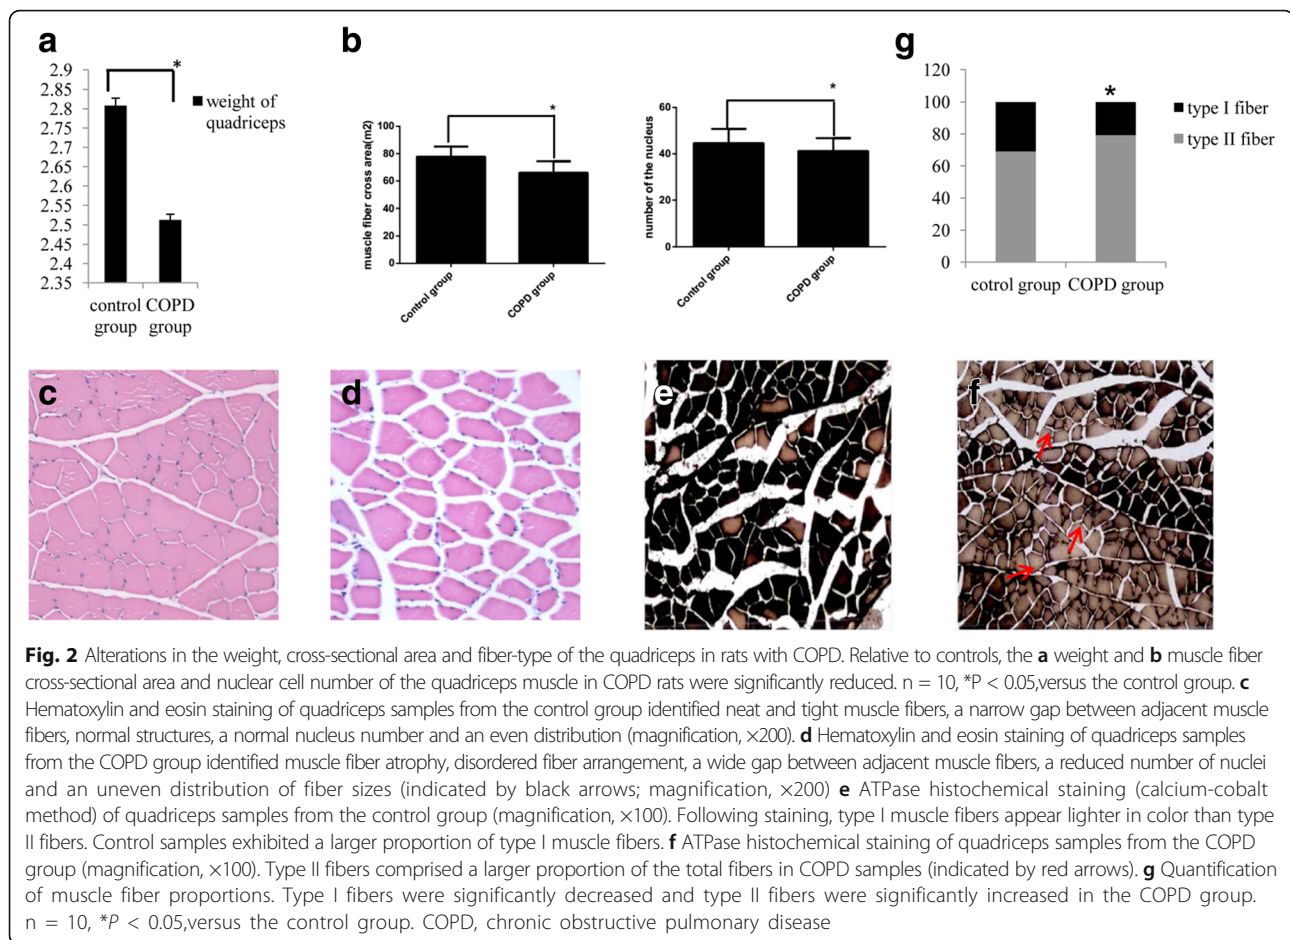 a
2.9
2.85
2.8
2.75
2.7
2.65
2.6
2.55
2.5
2.45
2.4
2.35
*
weight of
quadriceps
control COPD
group group
b
muscle fiber cross area(m2)
100
80
60
40
20
0
*
Control group
COPD group
number of the nucleus
60
40
20
0
*
Control group
COPD group
g
120
100
80
60
40
20
0
*
type I fiber
type II fiber
cotrol group COPD group
c
d
e
f
Fig. 2 Alterations in the weight, cross-sectional area and fiber-type of the quadriceps in rats with COPD. Relative to controls, the a weight and b muscle fiber
cross-sectional area and nuclear cell number of the quadriceps muscle in COPD rats were significantly reduced. n = 10, *P < 0.05,versus the control group. c
Hematoxylin and eosin staining of quadriceps samples from the control group identified neat and tight muscle fibers, a narrow gap between adjacent muscle
fibers, normal structures, a normal nucleus number and an even distribution (magnification, ×200). d Hematoxylin and eosin staining of quadriceps samples
from the COPD group identified muscle fiber atrophy, disordered fiber arrangement, a wide gap between adjacent muscle fibers, a reduced number of nuclei
and an uneven distribution of fiber sizes (indicated by black arrows; magnification, ×200) e ATPase histochemical staining (calcium-cobalt
method) of quadriceps samples from the control group (magnification, ×100). Following staining, type I muscle fibers appear lighter in color than type
II fibers. Control samples exhibited a larger proportion of type I muscle fibers. f ATPase histochemical staining of quadriceps samples from the COPD
group (magnification, ×100). Type II fibers comprised a larger proportion of the total fibers in COPD samples (indicated by red arrows). g Quantification
of muscle fiber proportions. Type I fibers were significantly decreased and type II fibers were significantly increased in the COPD group.
n = 10, *P < 0.05,versus the control group. COPD, chronic obstructive pulmonary disease